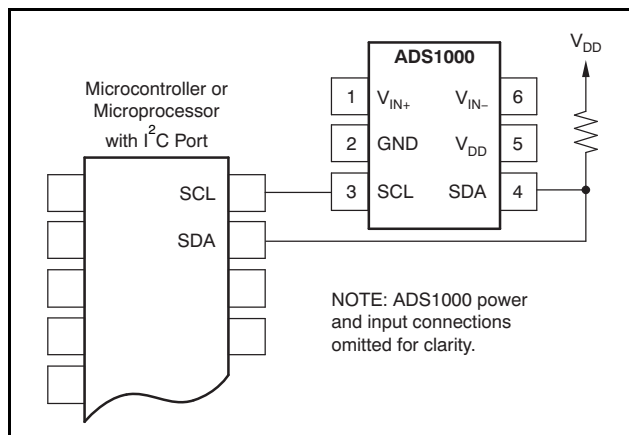 ADS1000
V_DD
Microcontroller or
Microprocessor
with I²C Port
1 V_IN+ V_IN– 6
2 GND V_DD 5
3 SCL SDA 4
SCL
SDA
NOTE: ADS1000 power
and input connections
omitted for clarity.